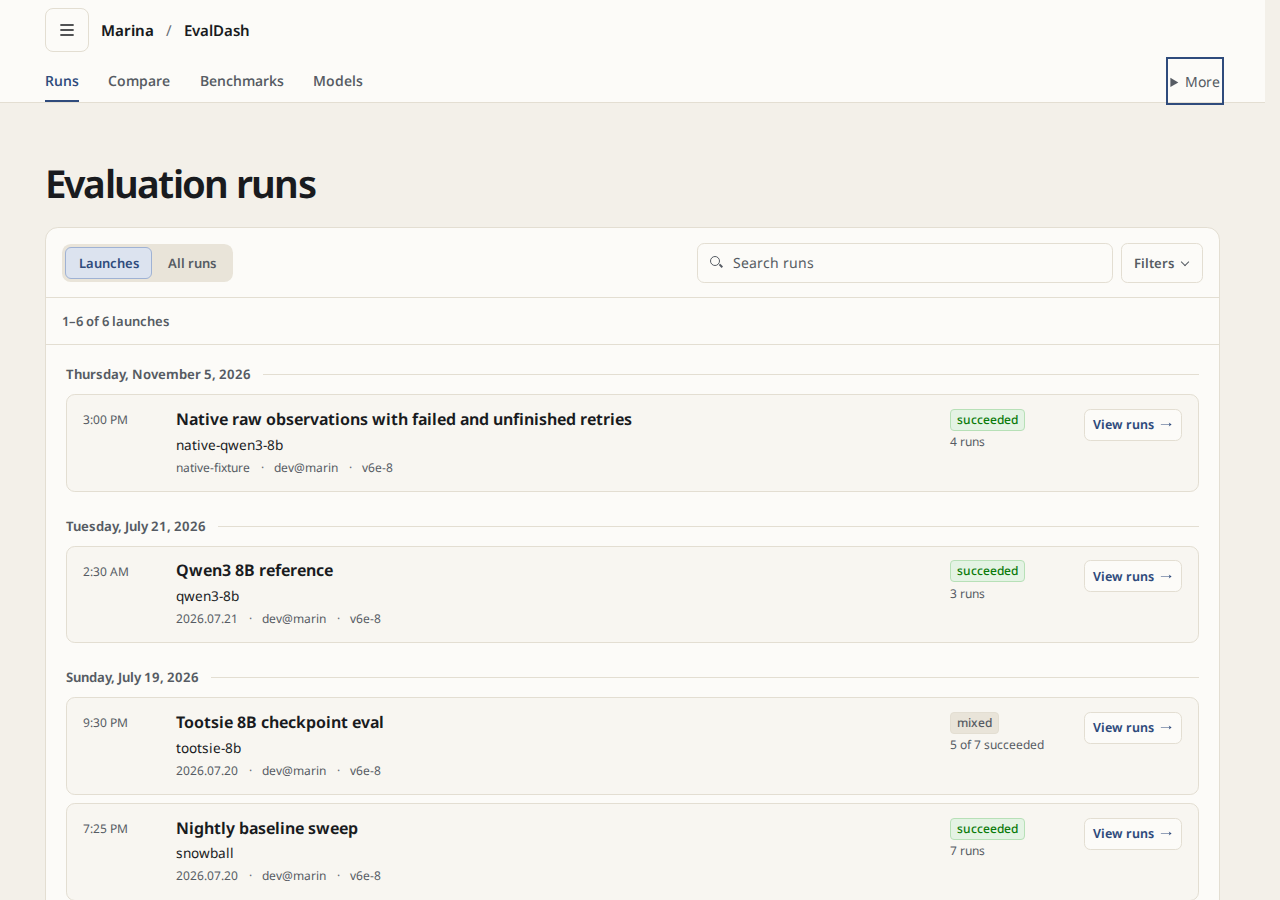 Marina / EvalDash
Runs Compare Benchmarks Models More
Evaluation runs
Launches All runs Search runs Filters
1–6 of 6 launches
Thursday, November 5, 2026
3:00 PM Native raw observations with failed and unfinished retries succeeded View runs →
native-qwen3-8b 4 runs
native-fixture · dev@marin · v6e-8
Tuesday, July 21, 2026
2:30 AM Qwen3 8B reference succeeded View runs →
qwen3-8b 3 runs
2026.07.21 · dev@marin · v6e-8
Sunday, July 19, 2026
9:30 PM Tootsie 8B checkpoint eval mixed View runs →
tootsie-8b 5 of 7 succeeded
2026.07.20 · dev@marin · v6e-8
7:25 PM Nightly baseline sweep succeeded View runs →
snowball 7 runs
2026.07.20 · dev@marin · v6e-8